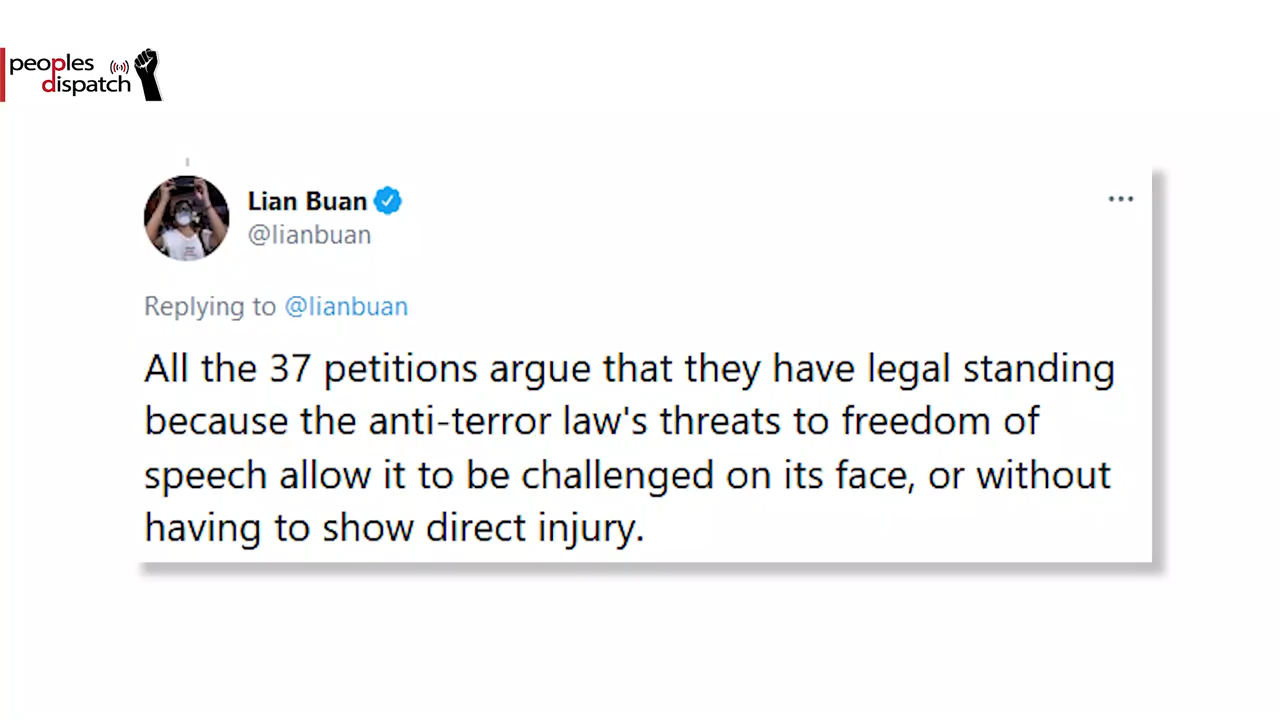 peoples
dispatch
Lian Buan
@lianbuan
Replying to @lianbuan
All the 37 petitions argue that they have legal standing
because the anti-terror law's threats to freedom of
speech allow it to be challenged on its face, or without
having to show direct injury.